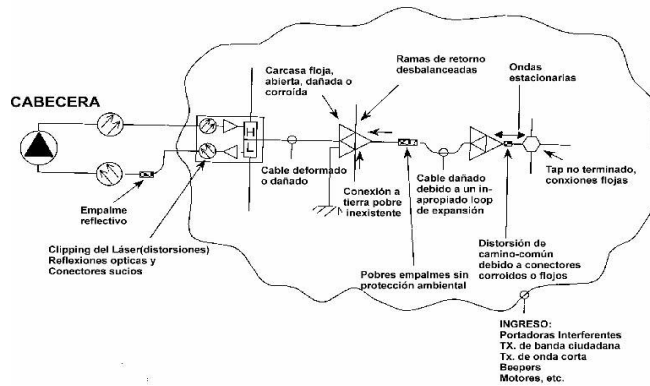 Carcasa floja,
abierta, dañada o
corroída
Ramas de retorno
desbalanceadas
Ondas
estacionarias
CABECERA
H
L
Cable deformado
o dañado
Conexión a
tierra pobre
inexistente
Cable dañado
debido a un in-
apropiado loop
de expansión
Tap no terminado,
conxiones flojas
Empalme
reflectivo
Clipping del Láser(distorsiones)
Reflexiones opticas y
Conectores sucios
Pobres empalmes sin
protección ambiental
Distorsión de
camino-común
debido a conectores
corroidos o flojos
INGRESO:
Portadoras Interferentes
TX. de banda ciudadana
Tx. de onda corta
Beepers
Motores, etc.